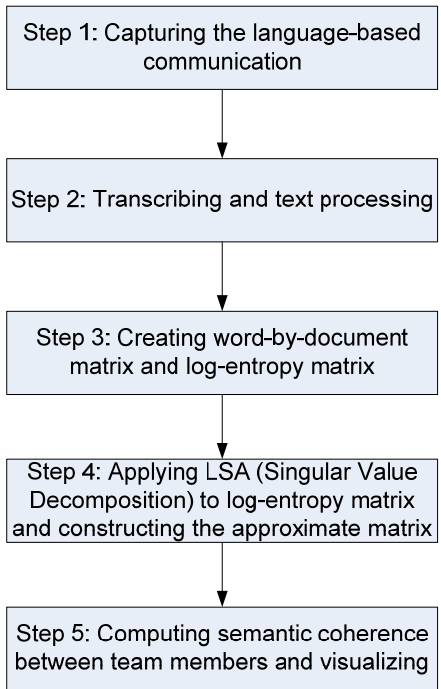 Step 1: Capturing the language-based
communication
Step 2: Transcribing and text processing
Step 3: Creating word-by-document
matrix and log-entropy matrix
Step 4: Applying LSA (Singular Value
Decomposition) to log-entropy matrix
and constructing the approximate matrix
Step 5: Computing semantic coherence
between team members and visualizing